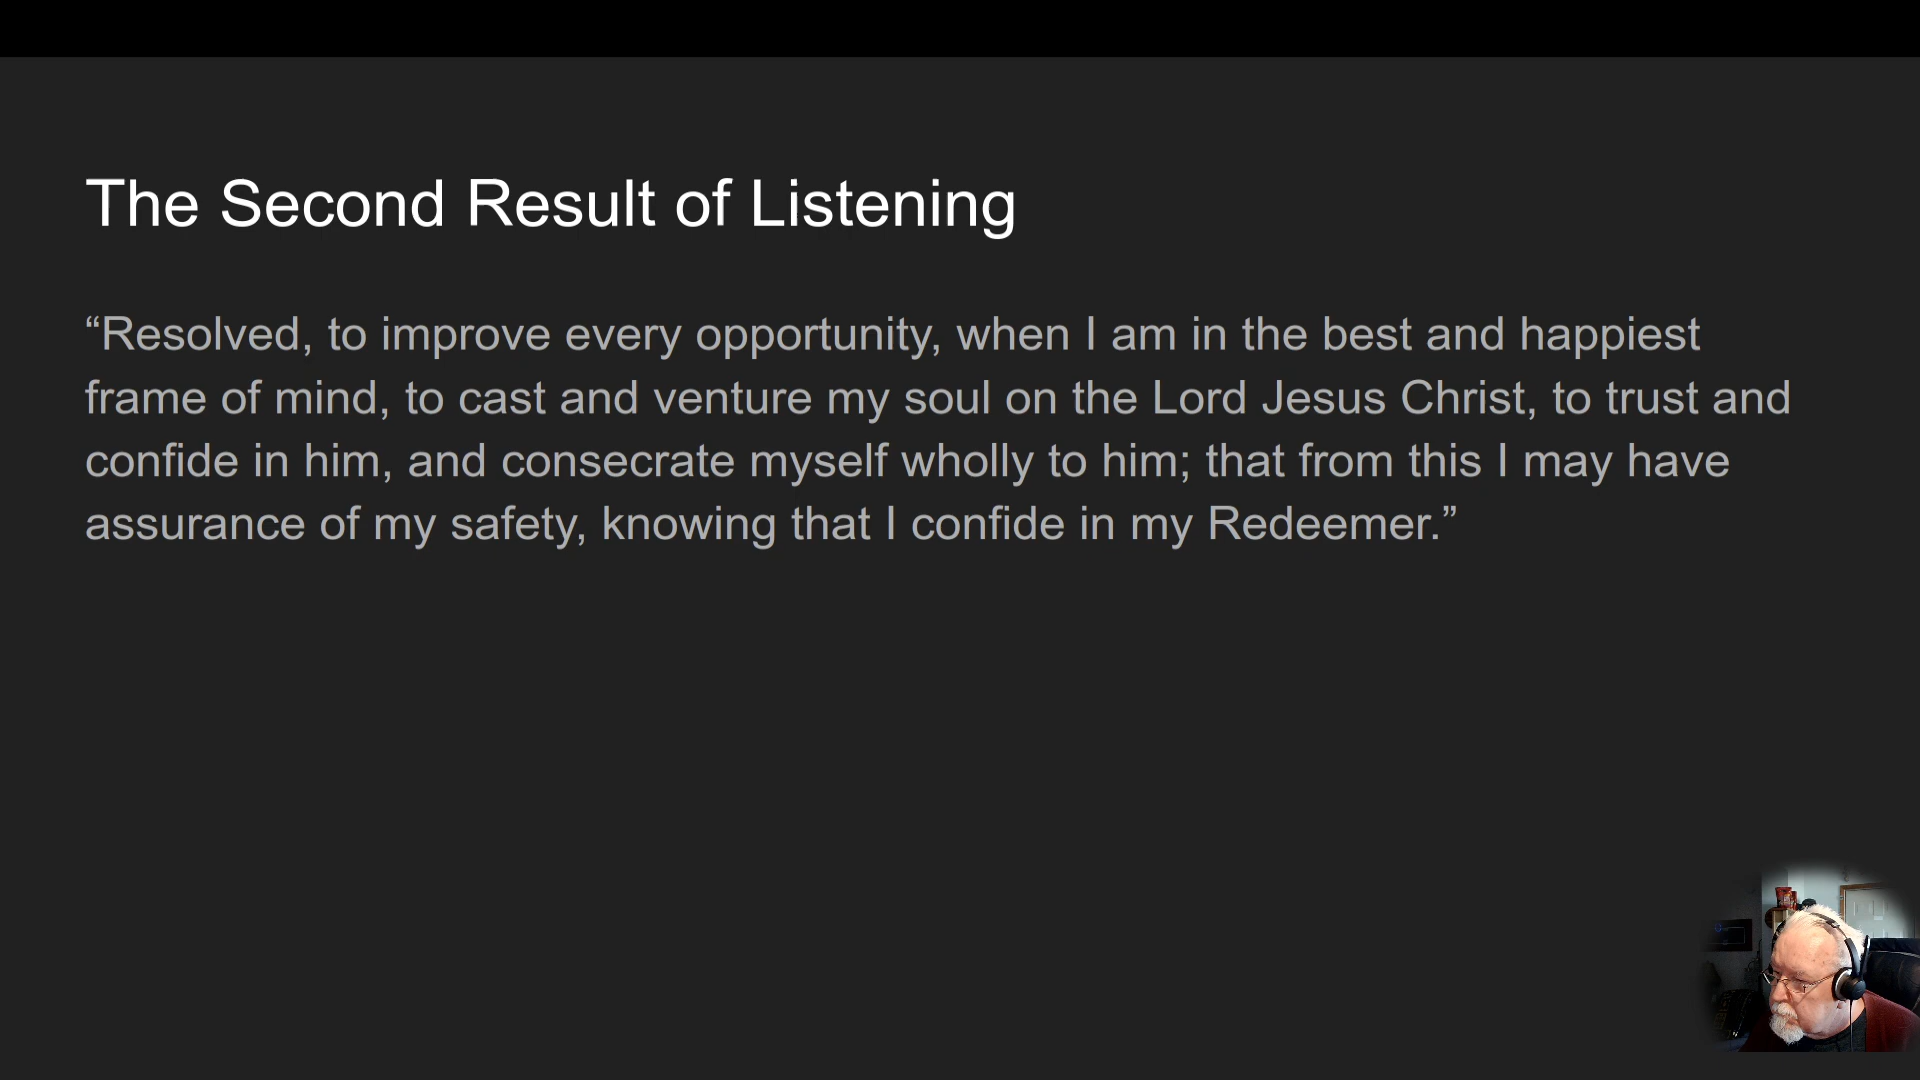 The Second Result of Listening
“Resolved, to improve every opportunity, when I am in the best and happiest
frame of mind, to cast and venture my soul on the Lord Jesus Christ, to trust and
confide in him, and consecrate myself wholly to him; that from this I may have
assurance of my safety, knowing that I confide in my Redeemer.”